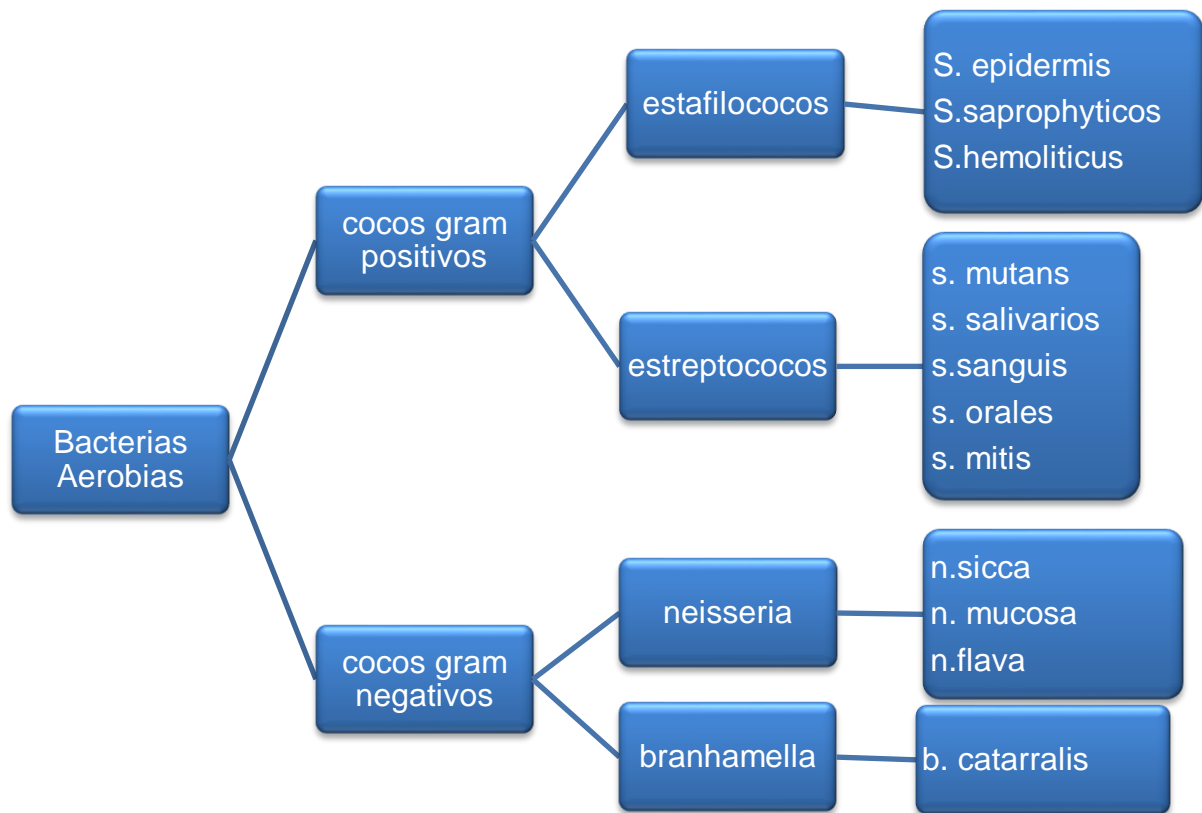 Bacterias
Aerobias
cocos gram
positivos
estafilococos
S. epidermis
S.saprophyticos
S.hemoliticus
estreptococos
s. mutans
s. salivarios
s.sanguis
s. orales
s. mitis
cocos gram
negativos
neisseria
n.sicca
n. mucosa
n.flava
branhamella
b. catarralis